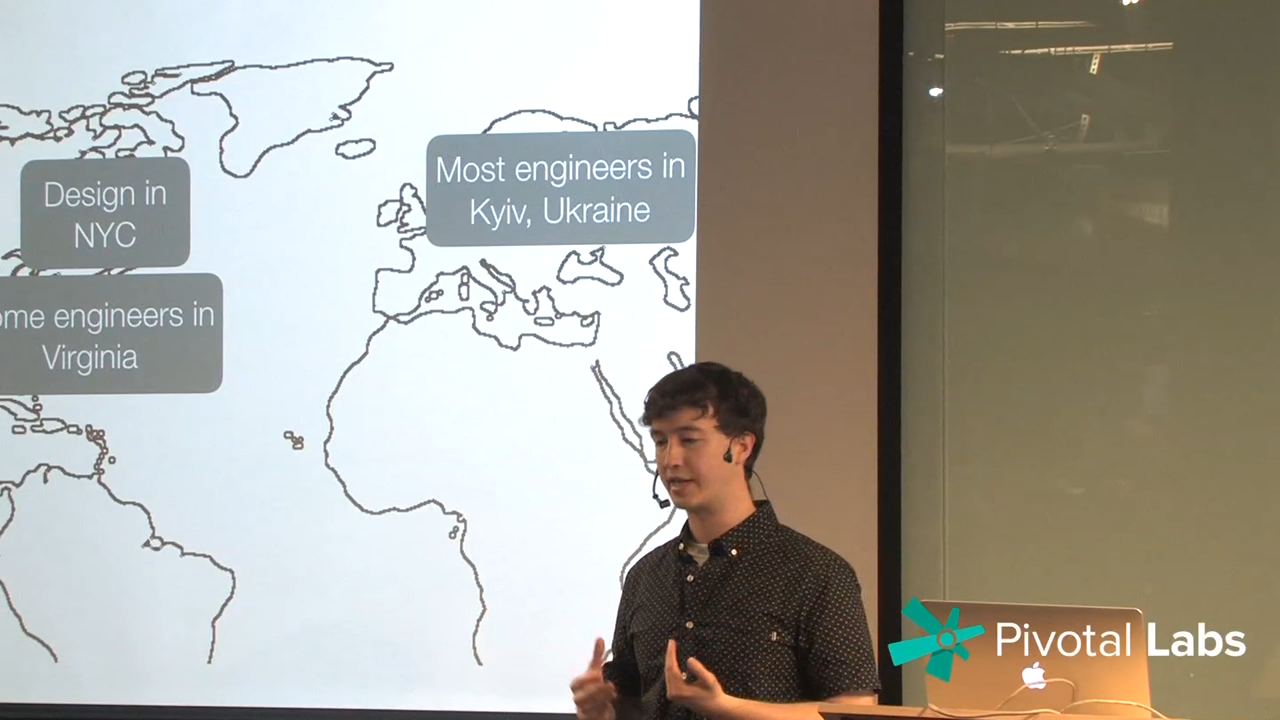 Design in
NYC
ome engineers in
Virginia
Most engineers in
Kyiv, Ukraine
Pivotal Labs